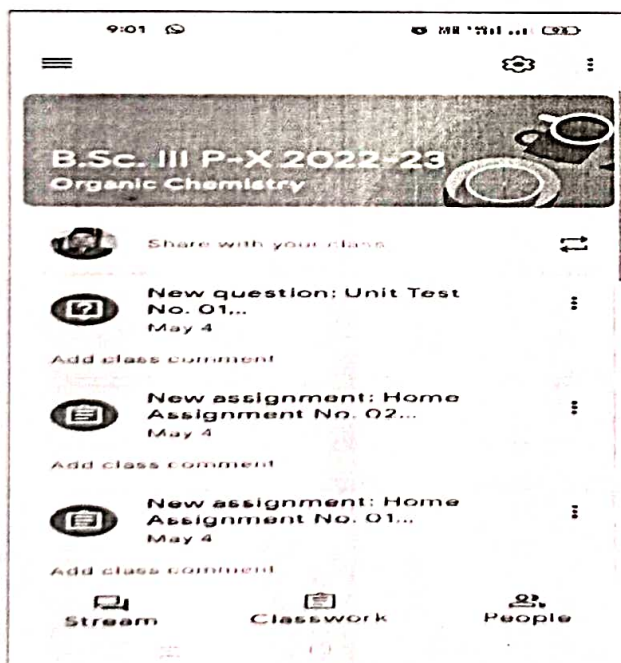 9:01
B.Sc. III P-X 2022-23
Organic Chemistry
Share with your class
New question: Unit Test
No. 01...
May 4
Add class comment
New assignment: Home
Assignment No. 02...
May 4
Add class comment
New assignment: Home
Assignment No. 01...
May 4
Add class comment
Stream Classwork People